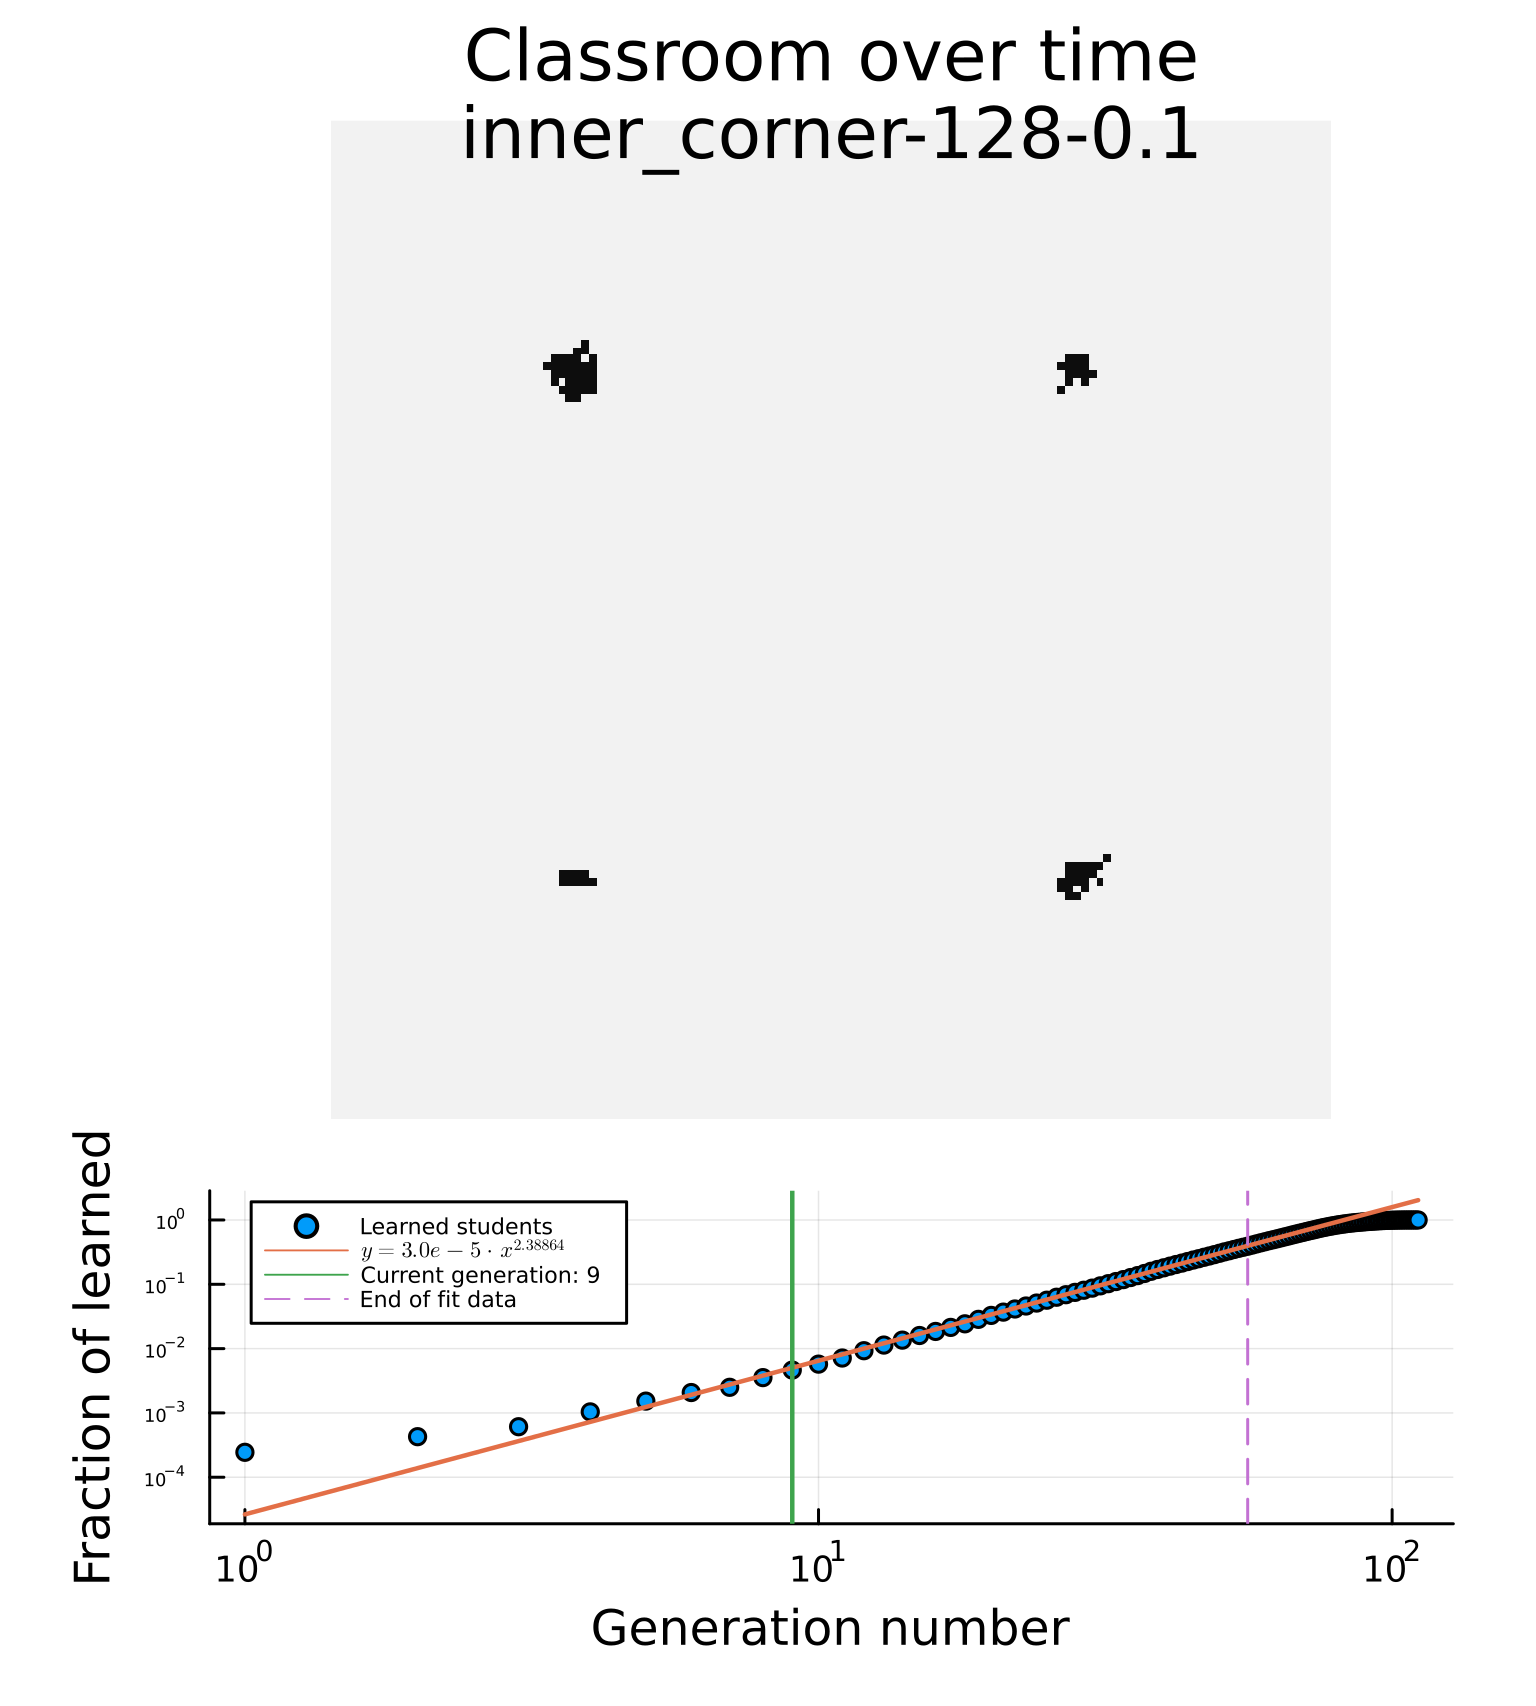 Classroom over time
inner_corner-128-0.1
Fraction of learned
10^0
10^-1
10^-2
10^-3
10^-4
Learned students
y = 3.0e − 5 · x^2.38864
Current generation: 9
End of fit data
10^0
10^1
10^2
Generation number